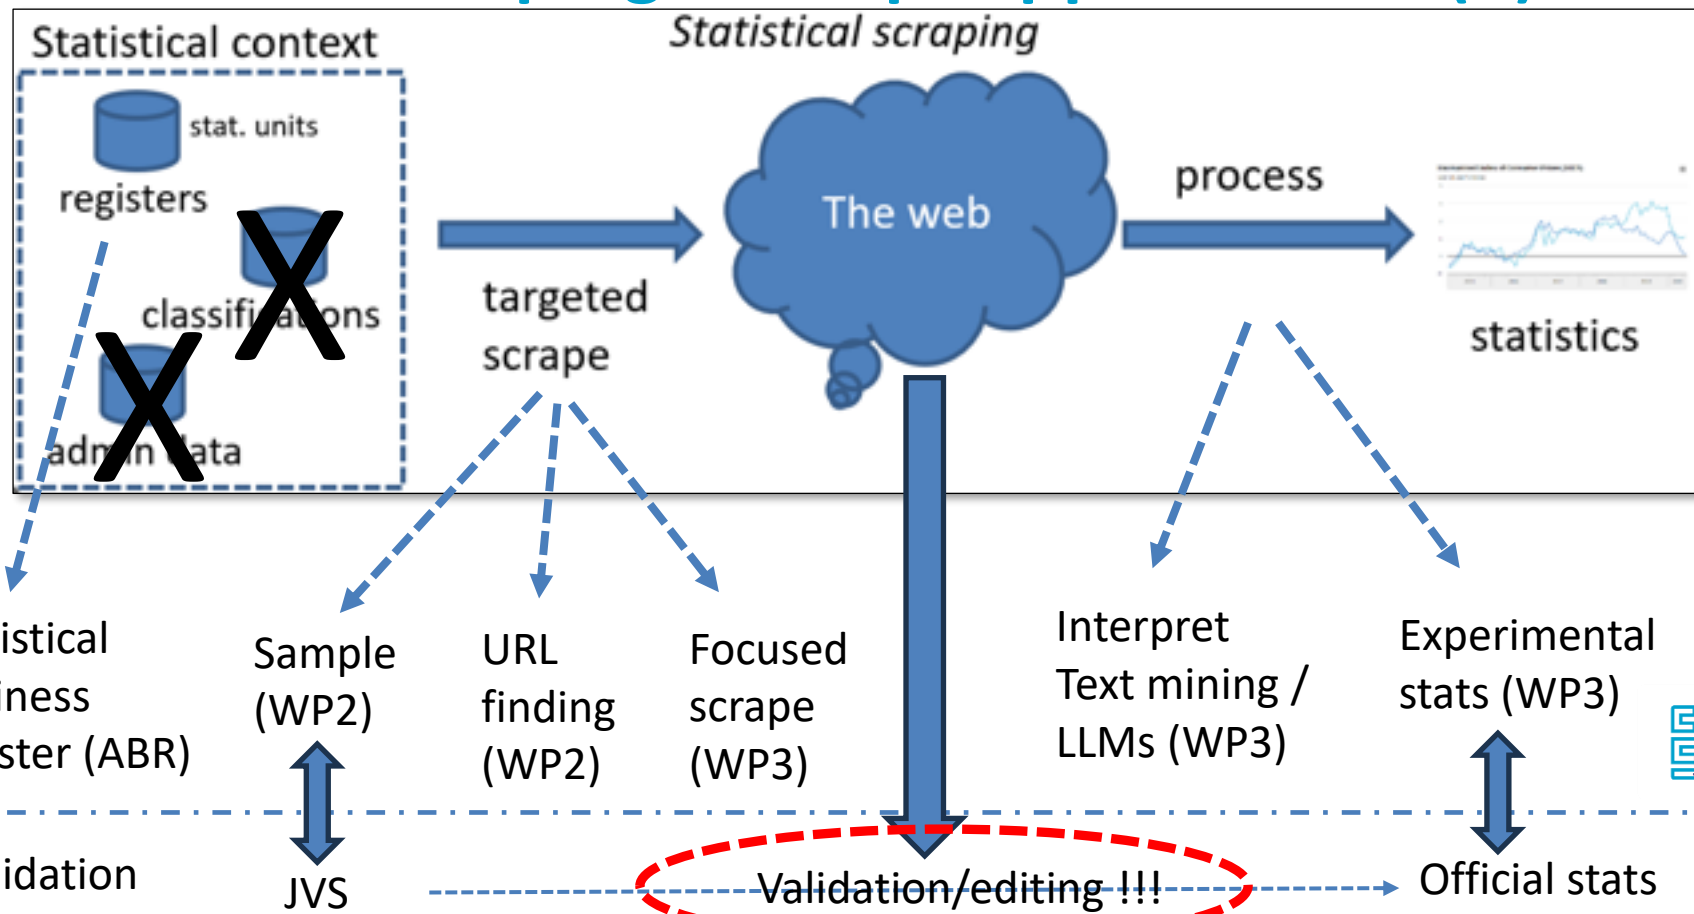 Statistical context
Statistical scraping
stat. units
registers
classifications
admin data
targeted
scrape
The web
process
statistics
istical
iness
ster (ABR)
Sample
(WP2)
URL
finding
(WP2)
Focused
scrape
(WP3)
Interpret
Text mining /
LLMs (WP3)
Experimental
stats (WP3)
idation
JVS
Validation/editing !!!
Official stats